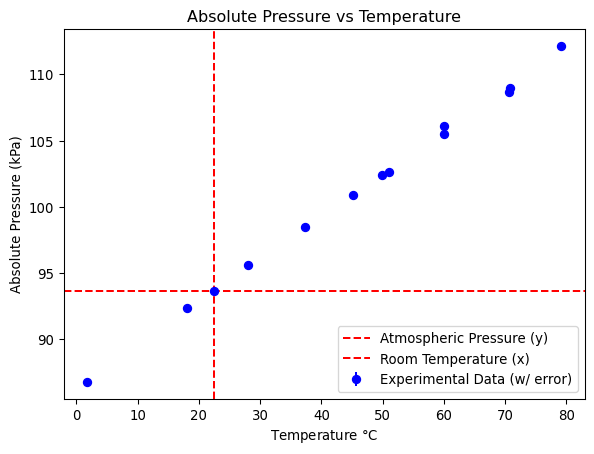 Absolute Pressure vs Temperature
Absolute Pressure (kPa)
110
105
100
95
90
Atmospheric Pressure (y)
Room Temperature (x)
Experimental Data (w/ error)
0 10 20 30 40 50 60 70 80
Temperature °C